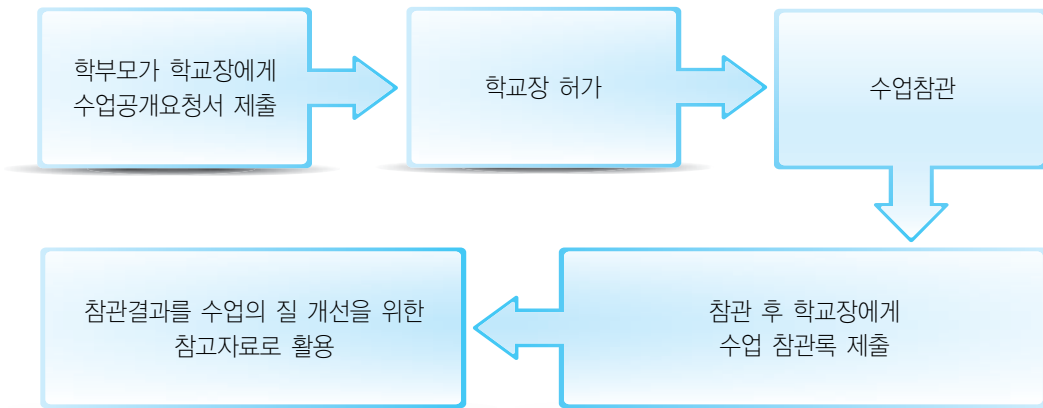 학부모가 학교장에게
수업공개요청서 제출
학교장 허가
수업참관
참관 후 학교장에게
수업 참관록 제출
참관결과를 수업의 질 개선을 위한
참고자료로 활용